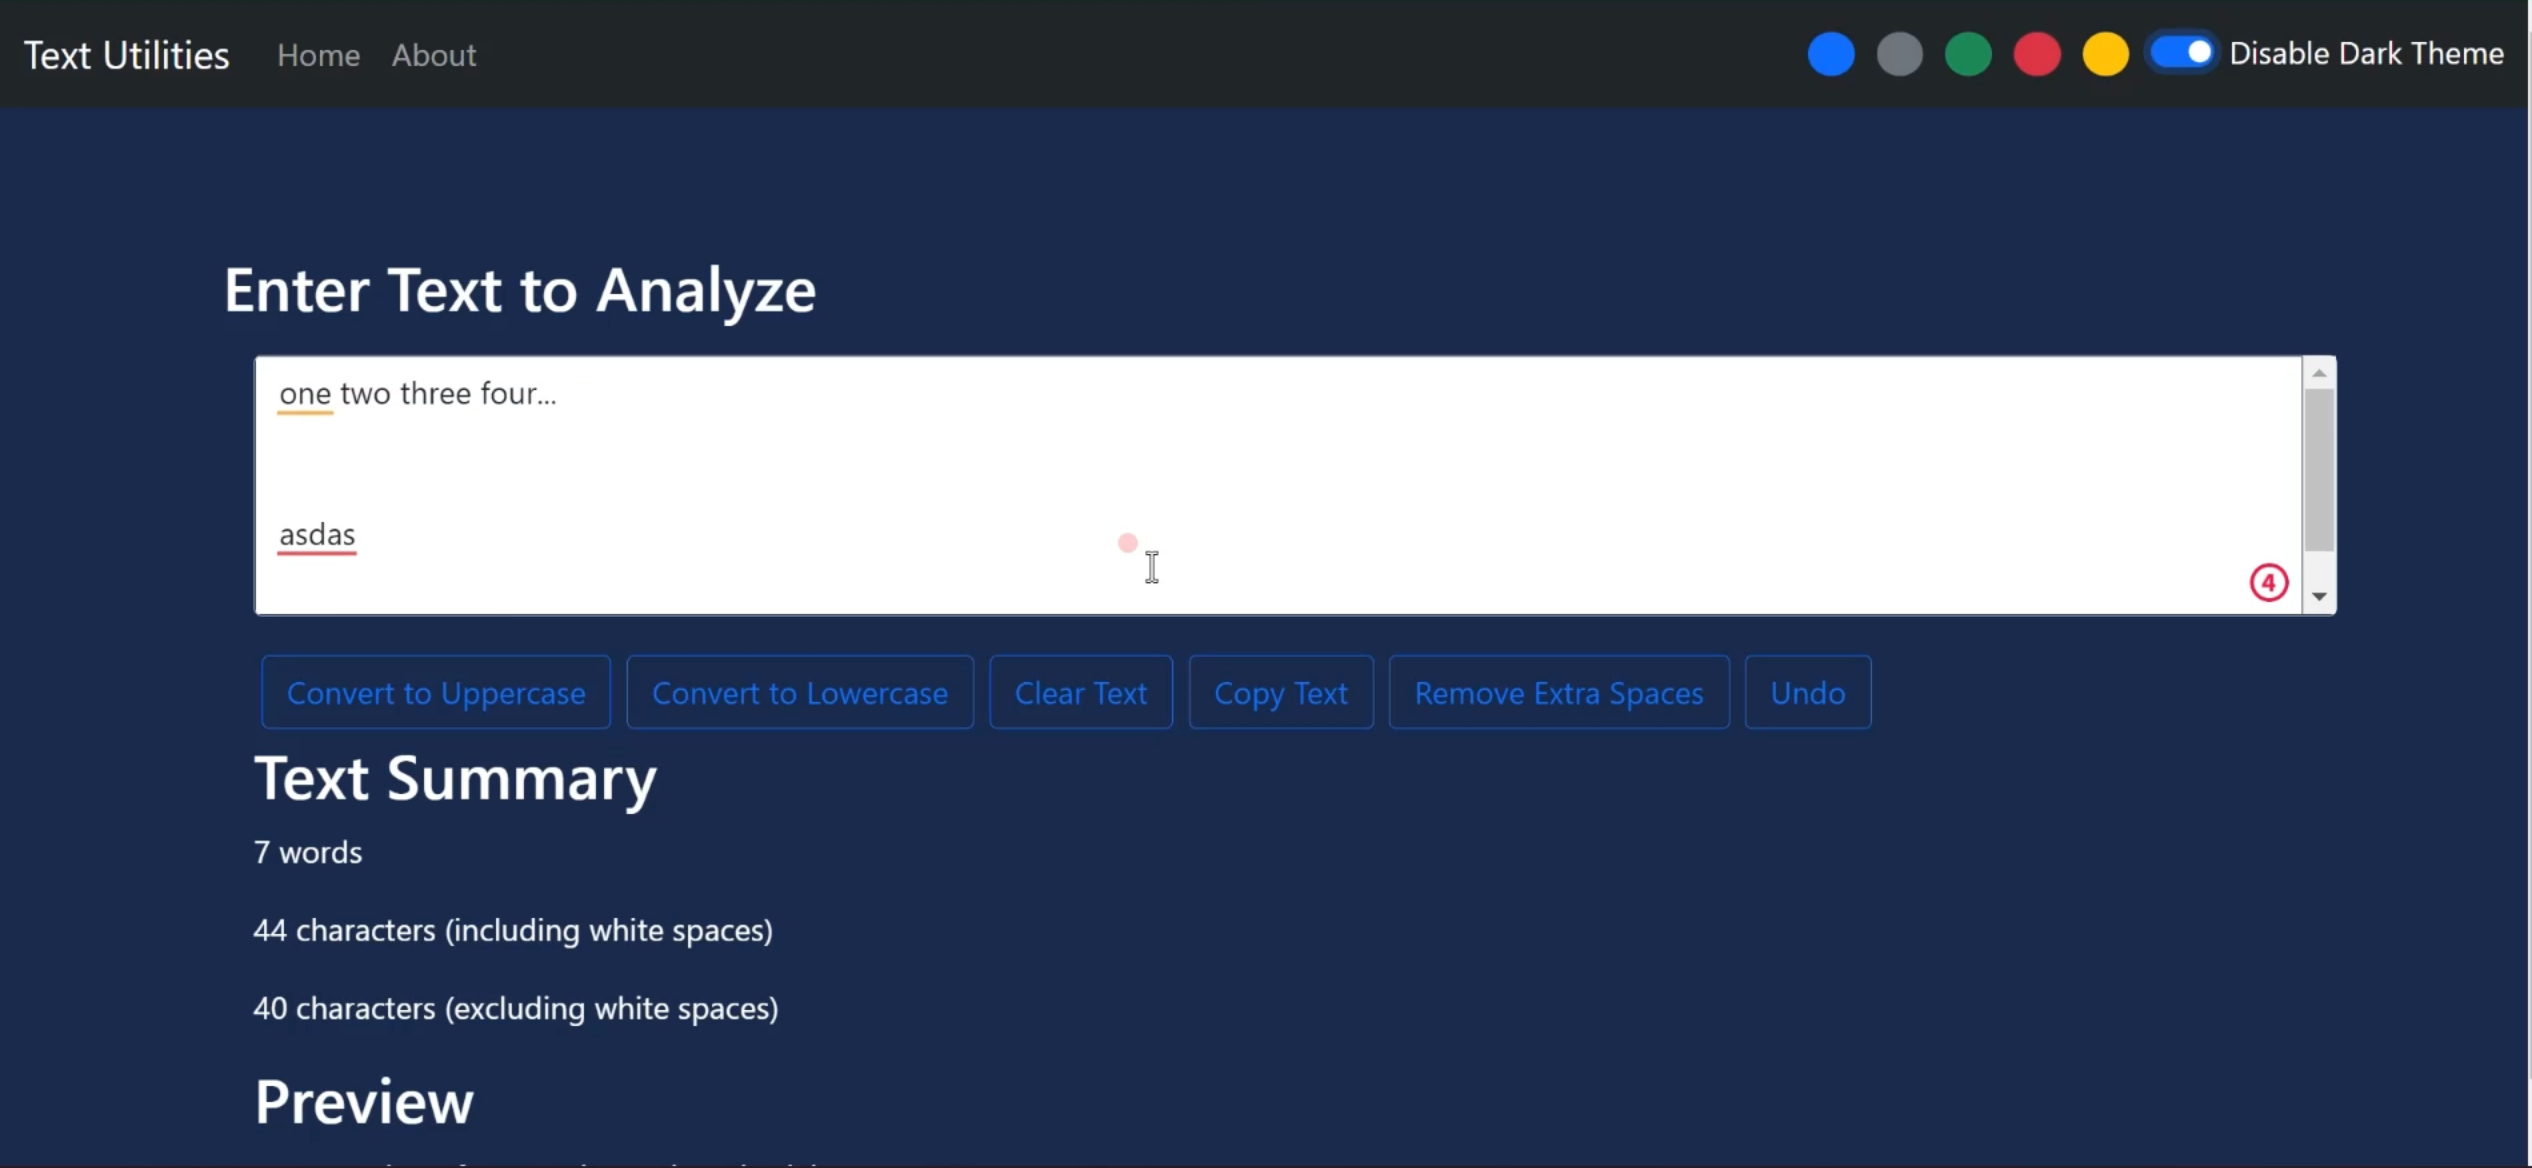 Text Utilities Home About Disable Dark Theme
Enter Text to Analyze
one two three four...
asdas
4
Convert to Uppercase Convert to Lowercase Clear Text Copy Text Remove Extra Spaces Undo
Text Summary
7 words
44 characters (including white spaces)
40 characters (excluding white spaces)
Preview